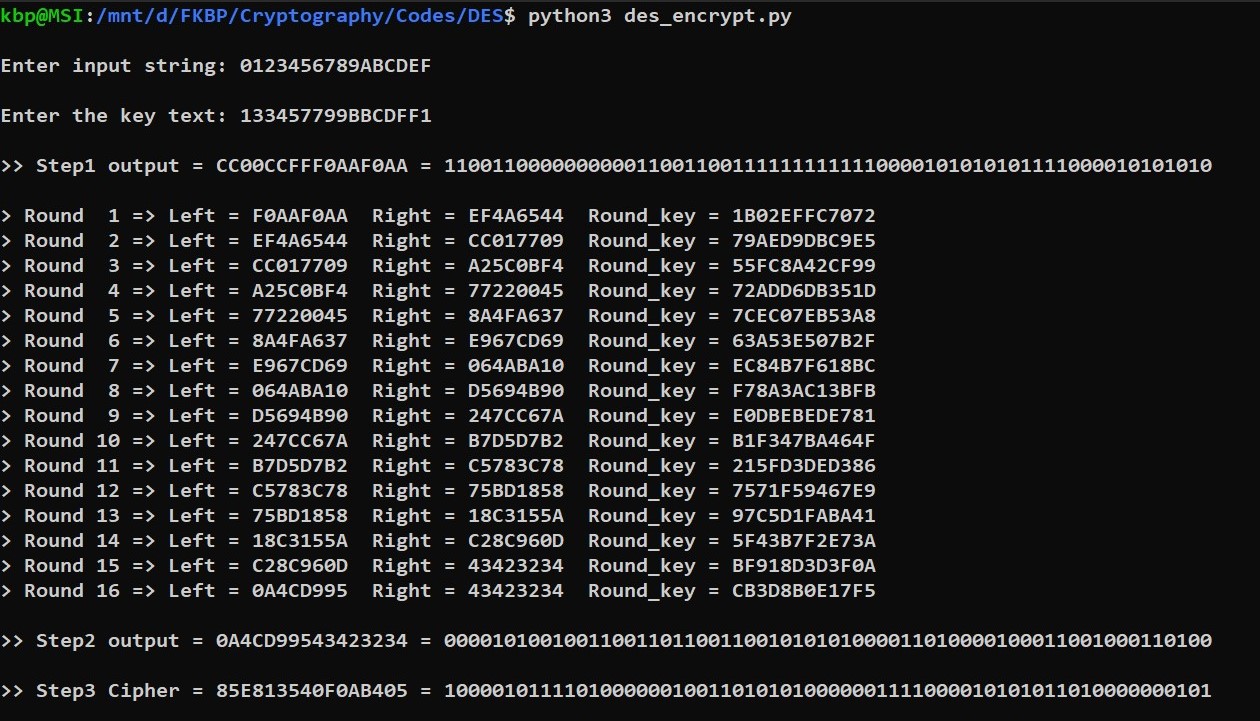 kbp@MSI:/mnt/d/FKBP/Cryptography/Codes/DES$ python3 des_encrypt.py
Enter input string: 0123456789ABCDEF
Enter the key text: 133457799BBCDFF1
>> Step1 output = CC00CCFFF0AAF0AA = 1100110000000000110011001111111111110000101010101111000010101010
> Round  1 => Left = F0AAF0AA  Right = EF4A6544  Round_key = 1B02EFFC7072
> Round  2 => Left = EF4A6544  Right = CC017709  Round_key = 79AED9DBC9E5
> Round  3 => Left = CC017709  Right = A25C0BF4  Round_key = 55FC8A42CF99
> Round  4 => Left = A25C0BF4  Right = 77220045  Round_key = 72ADD6DB351D
> Round  5 => Left = 77220045  Right = 8A4FA637  Round_key = 7CEC07EB53A8
> Round  6 => Left = 8A4FA637  Right = E967CD69  Round_key = 63A53E507B2F
> Round  7 => Left = E967CD69  Right = 064ABA10  Round_key = EC84B7F618BC
> Round  8 => Left = 064ABA10  Right = D5694B90  Round_key = F78A3AC13BFB
> Round  9 => Left = D5694B90  Right = 247CC67A  Round_key = E0DBEBEDE781
> Round 10 => Left = 247CC67A  Right = B7D5D7B2  Round_key = B1F347BA464F
> Round 11 => Left = B7D5D7B2  Right = C5783C78  Round_key = 215FD3DED386
> Round 12 => Left = C5783C78  Right = 75BD1858  Round_key = 7571F59467E9
> Round 13 => Left = 75BD1858  Right = 18C3155A  Round_key = 97C5D1FABA41
> Round 14 => Left = 18C3155A  Right = C28C960D  Round_key = 5F43B7F2E73A
> Round 15 => Left = C28C960D  Right = 43423234  Round_key = BF918D3D3F0A
> Round 16 => Left = 0A4CD995  Right = 43423234  Round_key = CB3D8B0E17F5
>> Step2 output = 0A4CD99543423234 = 0000101001001100110110011001010101000011010000100011001000110100
>> Step3 Cipher = 85E813540F0AB405 = 1000010111101000000100110101010000001111000010101011010000000101